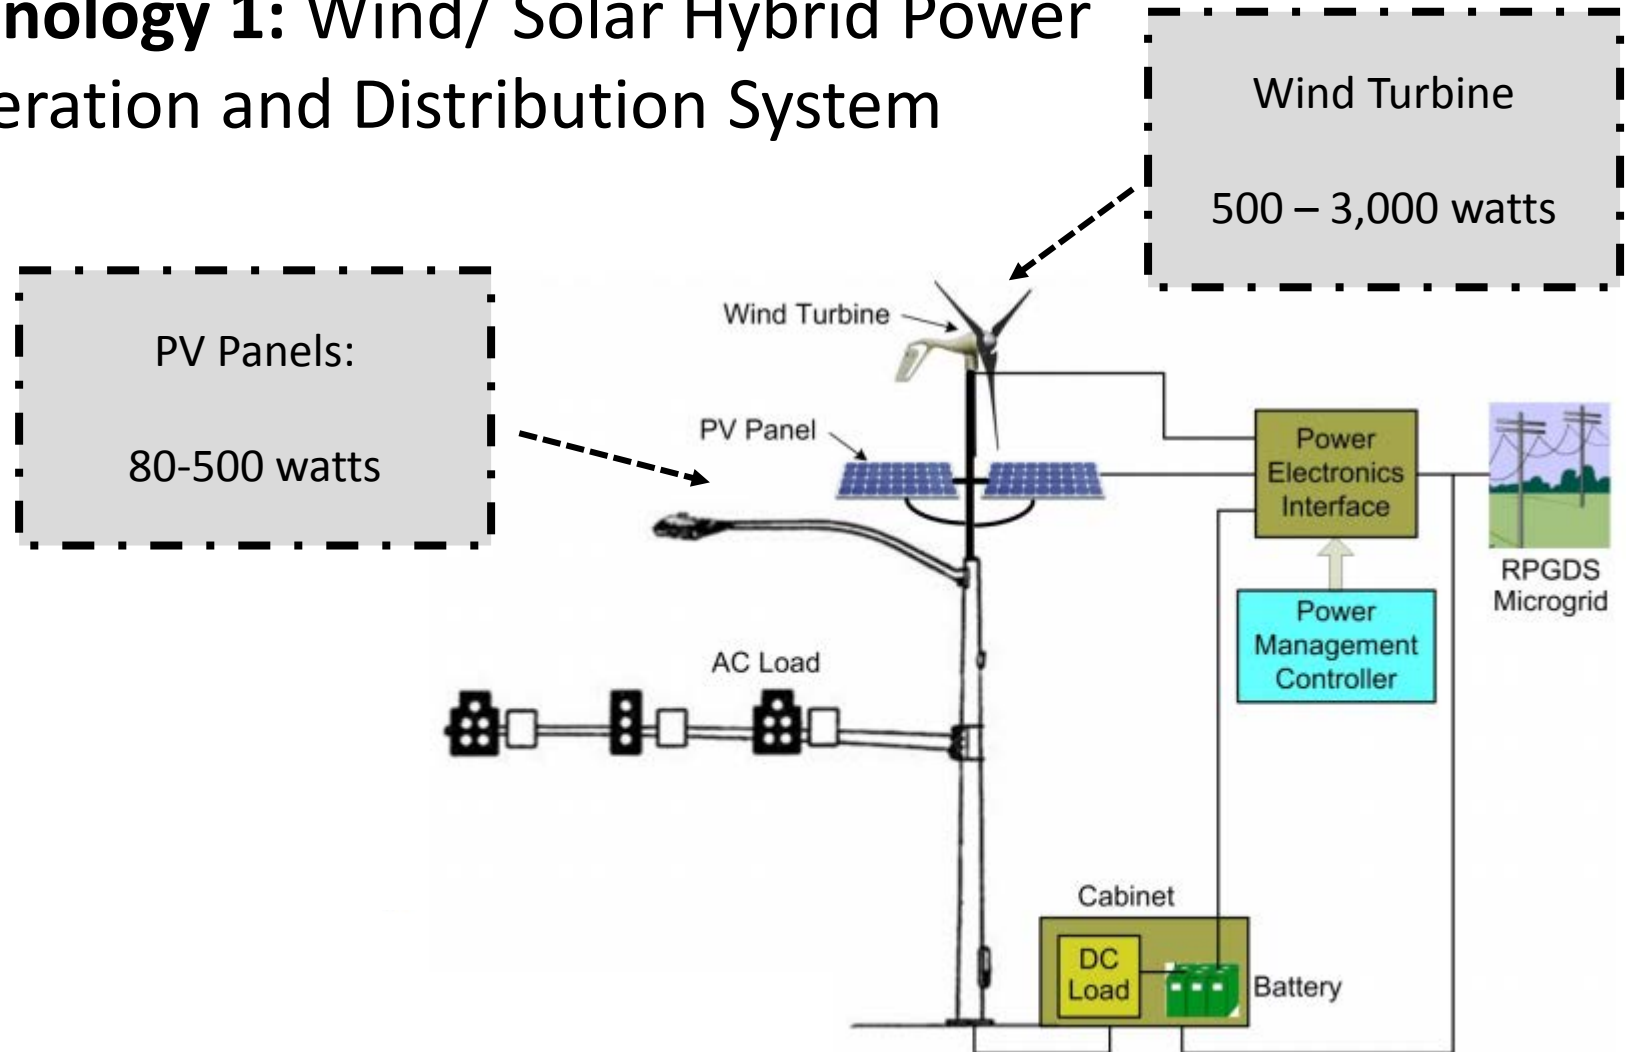 nology 1: Wind/ Solar Hybrid Power
eration and Distribution System
Wind Turbine
500 – 3,000 watts
PV Panels:
80-500 watts
Wind Turbine
PV Panel
Power
Electronics
Interface
RPGDS
Microgrid
Power
Management
Controller
AC Load
Cabinet
DC
Load
Battery